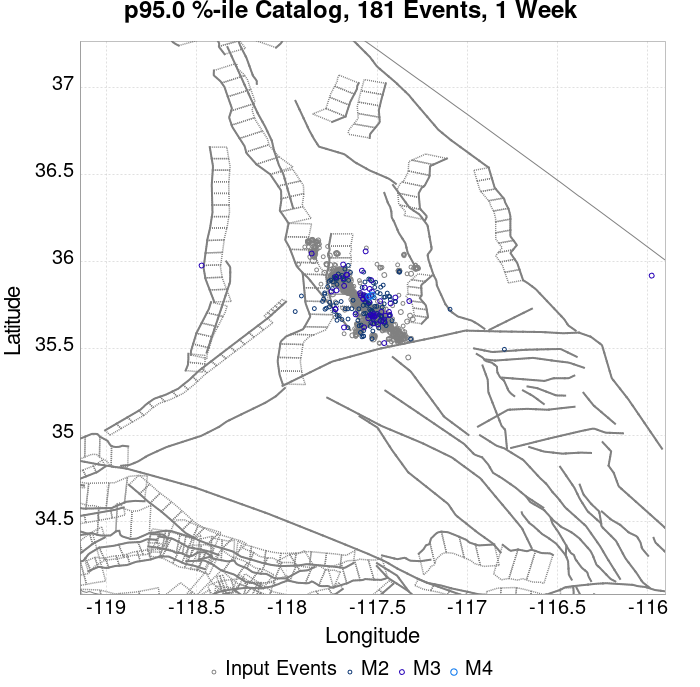 p95.0 %-ile Catalog, 181 Events, 1 Week
37
36.5
36
35.5
35
34.5
Latitude
-119 -118.5 -118 -117.5 -117 -116.5 -116
Longitude
Input Events M2 M3 M4